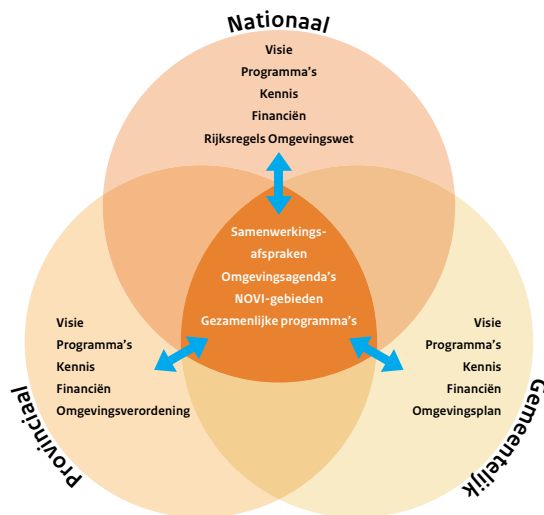 Nationaal
Visie
Programma's
Kennis
Financiën
Rijksregels Omgevingswet
Samenwerkings-
afspraken
Omgevingsagenda's
NOVI-gebieden
Gezamenlijke programma's
Provinciaal
Visie
Programma's
Kennis
Financiën
Omgevingsverordening
Gemeentelijk
Visie
Programma's
Kennis
Financiën
Omgevingsplan